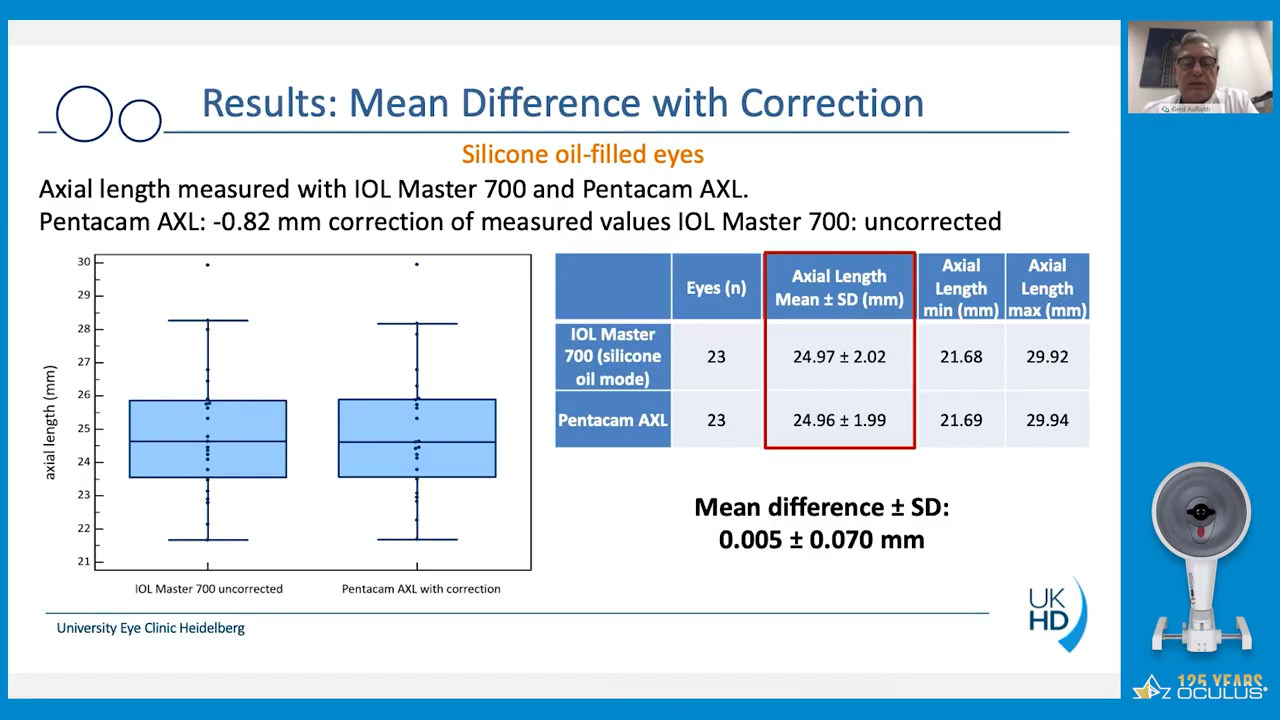 Results: Mean Difference with Correction
Silicone oil-filled eyes
Axial length measured with IOL Master 700 and Pentacam AXL.
Pentacam AXL: -0.82 mm correction of measured values IOL Master 700: uncorrected
axial length (mm)
30
29
28
27
26
25
24
23
22
21
IOL Master 700 uncorrected
Pentacam AXL with correction
Eyes (n)
Axial Length
Mean ± SD (mm)
Axial
Length
min (mm)
Axial
Length
max (mm)
IOL Master
700 (silicone
oil mode)
23
24.97 ± 2.02
21.68
29.92
Pentacam AXL
23
24.96 ± 1.99
21.69
29.94
Mean difference ± SD:
0.005 ± 0.070 mm
University Eye Clinic Heidelberg
UK
HD
Gerd Auffarth
125 YEARS
OCULUS®